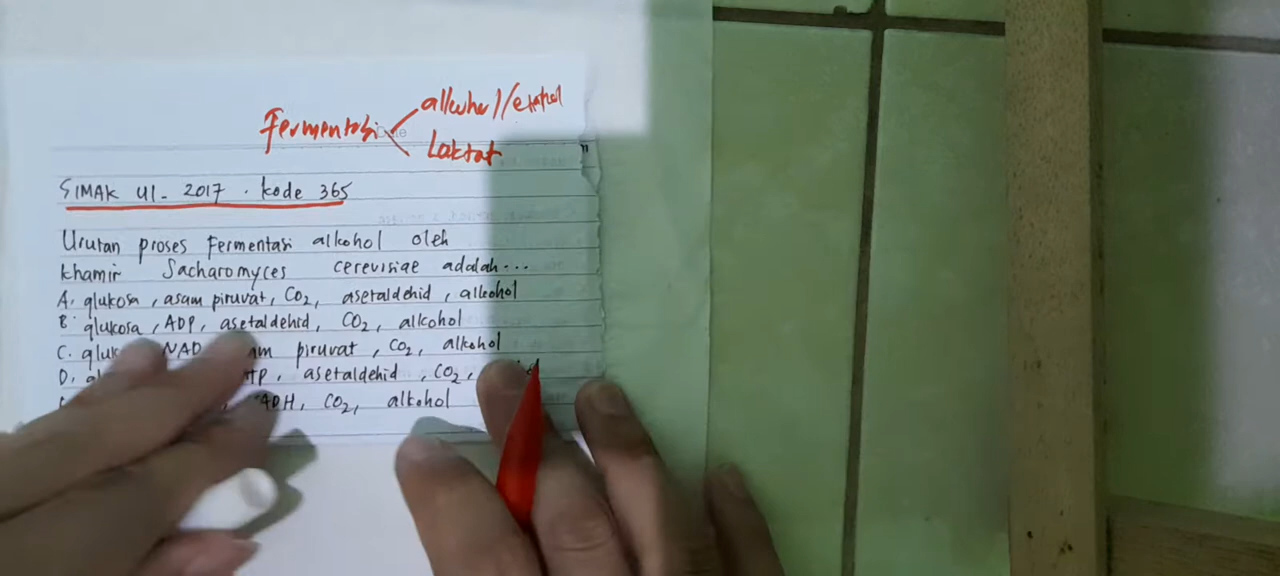 Fermentasi
alkohol/etanol
Laktat
SIMAK UI - 2017 . kode 365
Urutan proses Fermentasi alkohol oleh
khamir Sacharomyces cerevisiae adalah...
A. glukosa, asam piruvat, CO2, asetaldehid, alkohol
B. glukosa, ADP, asetaldehid, CO2, alkohol
C. piruvat, CO2, alkohol
D. asetaldehid, CO2,
CO2, alkohol